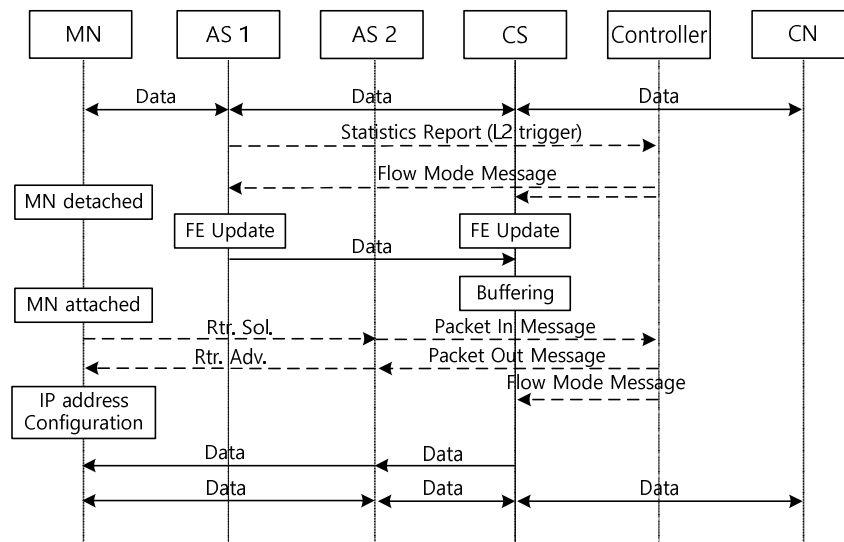 MN AS 1 AS 2 CS Controller CN
Data Data Data
Statistics Report (L2 trigger)
Flow Mode Message
MN detached
FE Update FE Update
Data
Buffering
MN attached
Rtr. Sol. Packet In Message
Rtr. Adv. Packet Out Message
Flow Mode Message
IP address
Configuration
Data Data
Data Data Data